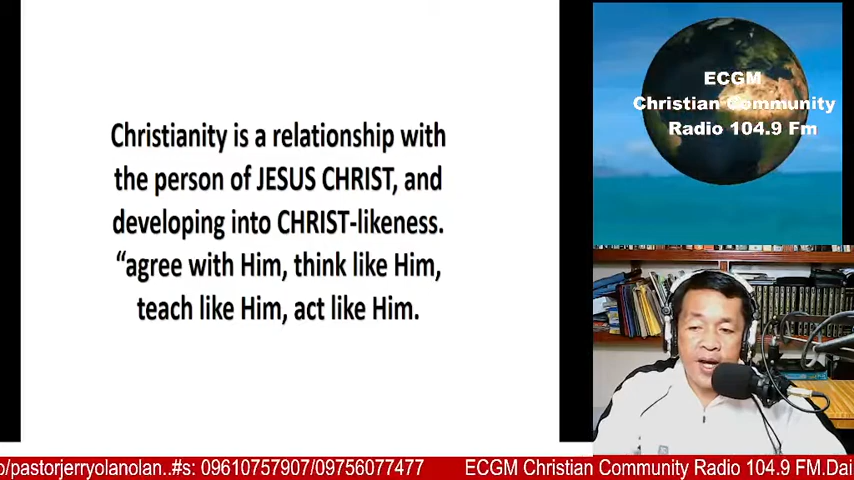 Christianity is a relationship with
the person of JESUS CHRIST, and
developing into CHRIST-likeness.
“agree with Him, think like Him,
teach like Him, act like Him.
ECGM
Christian Community
Radio 104.9 Fm
o/pastorjerryolanolan..#s: 09610757907/09756077477 ECGM Christian Community Radio 104.9 FM.Dai